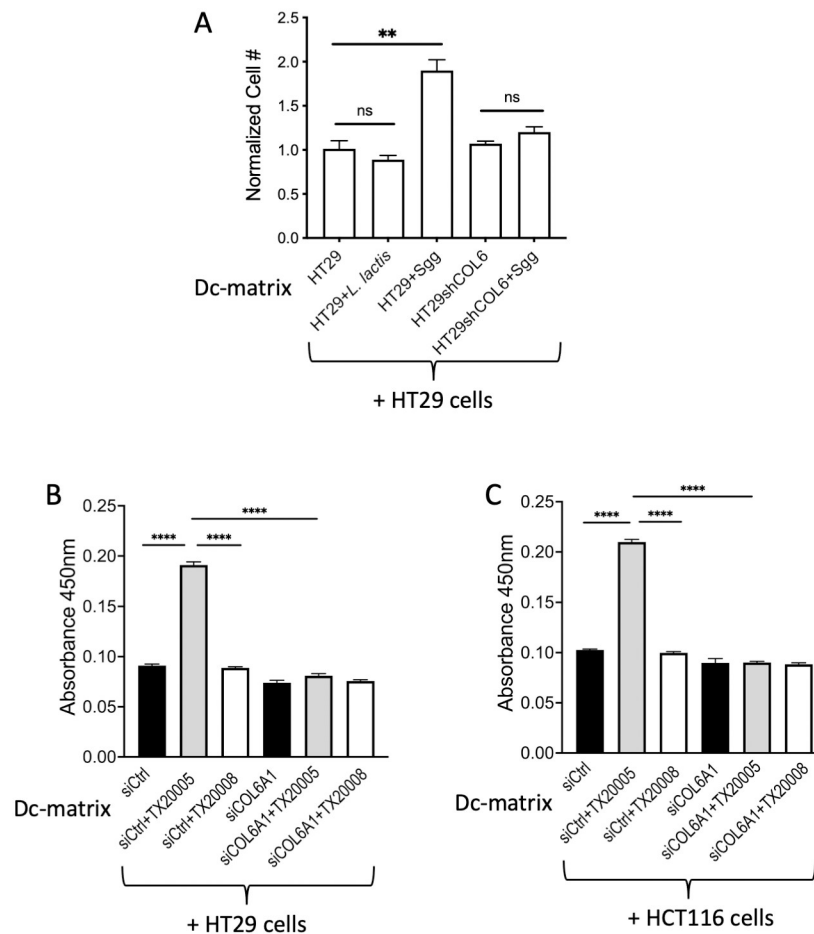 A
Normalized Cell #
2.5
2.0
1.5
1.0
0.5
0.0
**
ns
ns
Dc-matrix
HT29
HT29+L. lactis
HT29+Sgg
HT29shCOL6
HT29shCOL6+Sgg
+ HT29 cells
B
Absorbance 450nm
0.25
0.20
0.15
0.10
0.05
0.00
****
**** ****
Dc-matrix
siCtrl
siCtrl+TX20005
siCtrl+TX20008
siCOL6A1
siCOL6A1+TX20005
siCOL6A1+TX20008
+ HT29 cells
C
Absorbance 450nm
0.25
0.20
0.15
0.10
0.05
0.00
****
**** ****
Dc-matrix
siCtrl
siCtrl+TX20005
siCtrl+TX20008
siCOL6A1
siCOL6A1+TX20005
siCOL6A1+TX20008
+ HCT116 cells